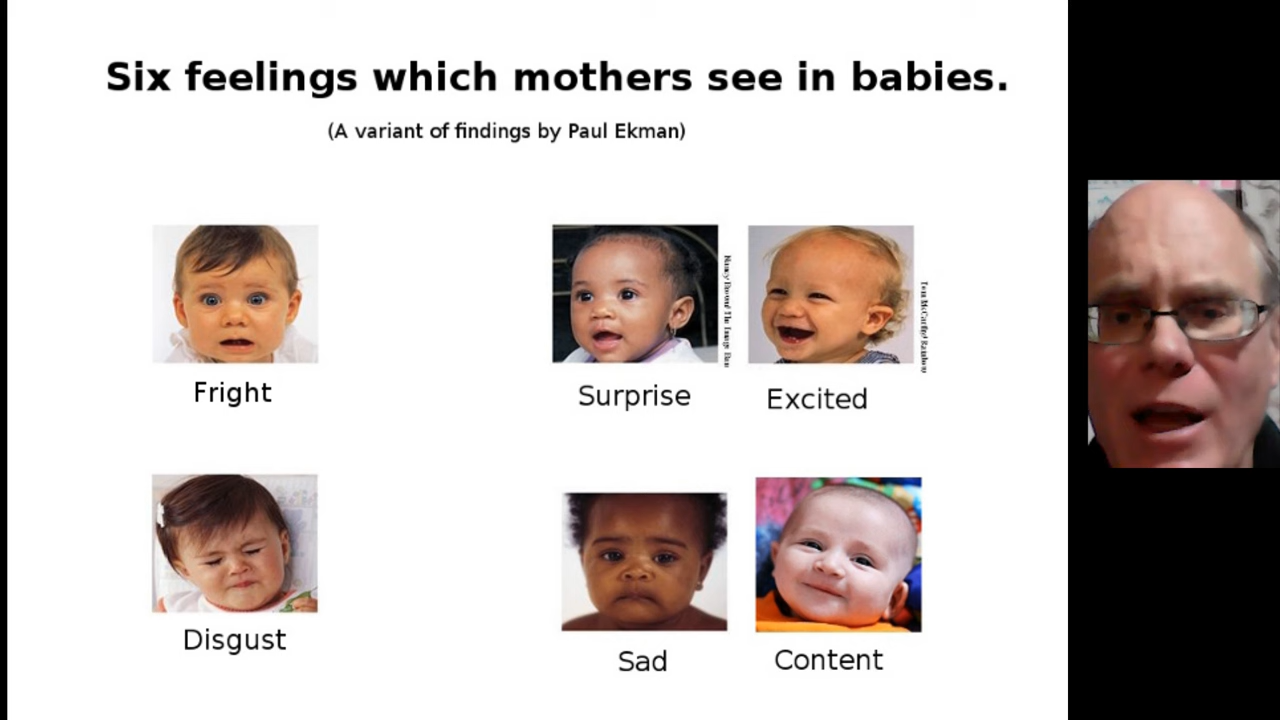 Six feelings which mothers see in babies.
(A variant of findings by Paul Ekman)
Fright
Surprise
Excited
Disgust
Sad
Content